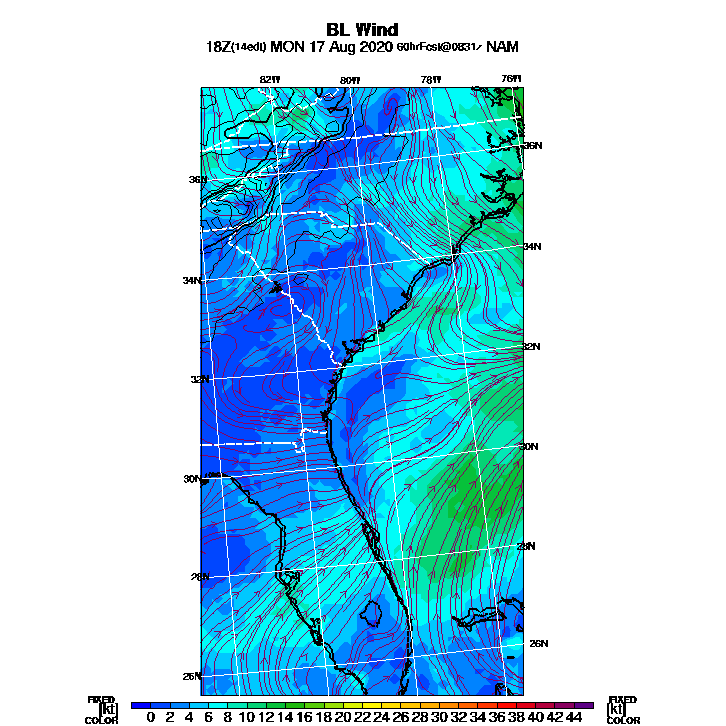 BL Wind
18Z(14edt) MON 17 Aug 2020 60hrFcst@0831z NAM
82W 80W 78W 76W
36N 36N
34N 34N
32N 32N
30N 30N
28N 28N
26N 26N
FIXED FIXED
[kt] 0 2 4 6 8 10 12 14 16 18 20 22 24 26 28 30 32 34 36 38 40 42 44 [kt]
COLOR COLOR